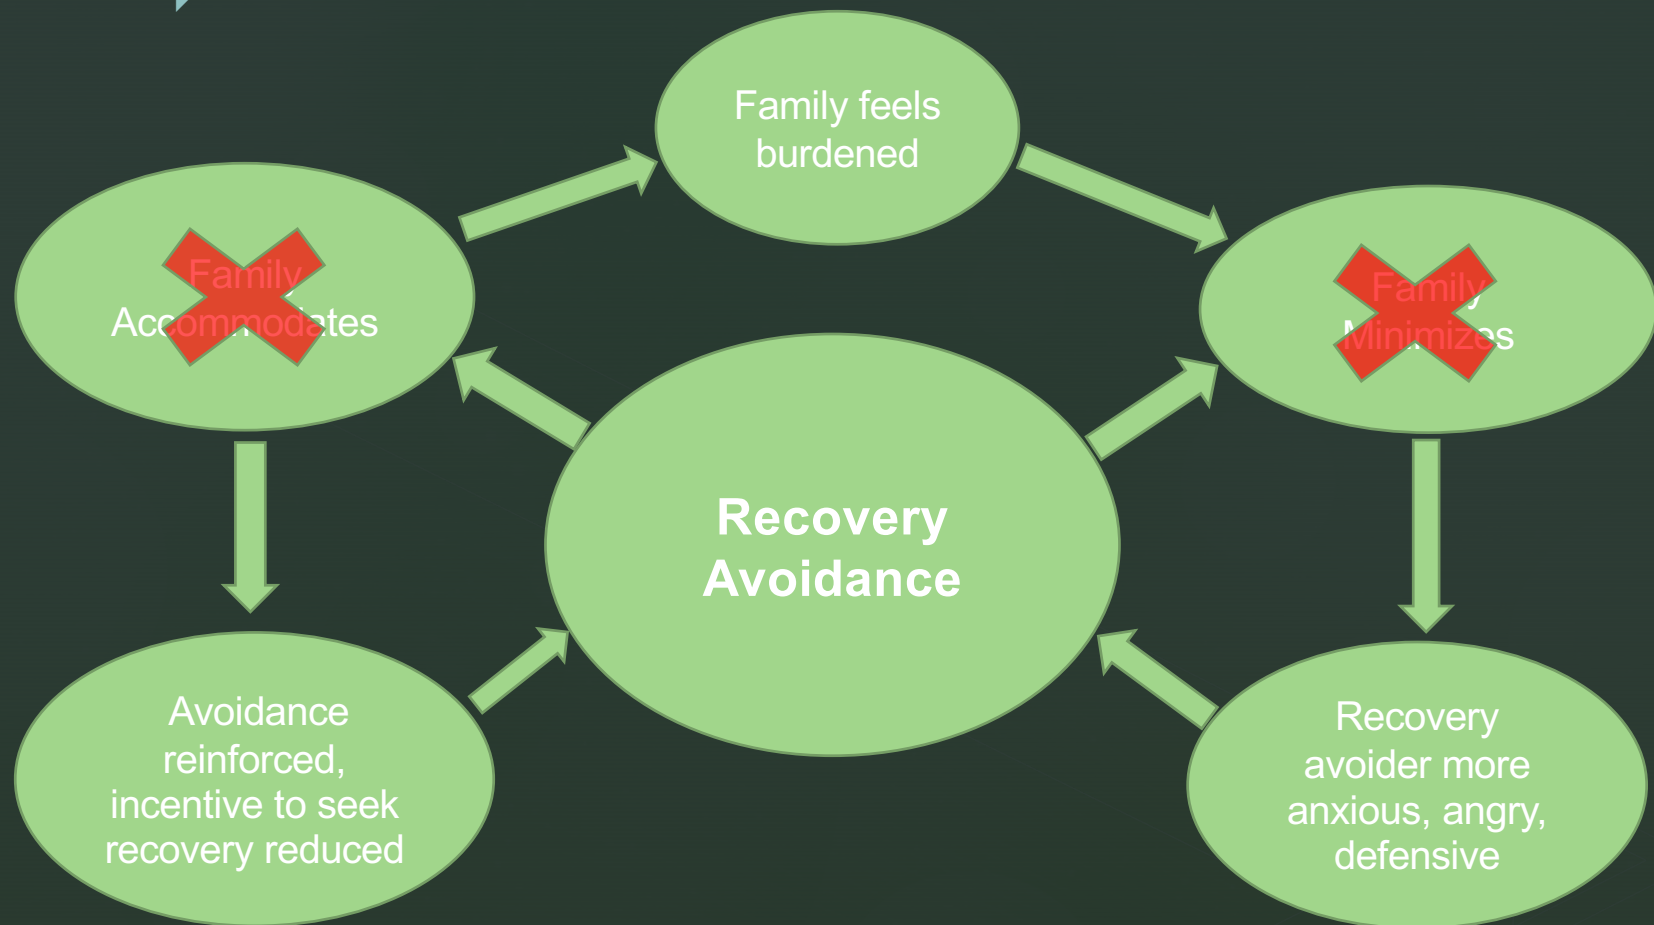 Family feels
burdened
Family
Accommodates
Family
Minimizes
Recovery
Avoidance
Avoidance
reinforced,
incentive to seek
recovery reduced
Recovery
avoider more
anxious, angry,
defensive